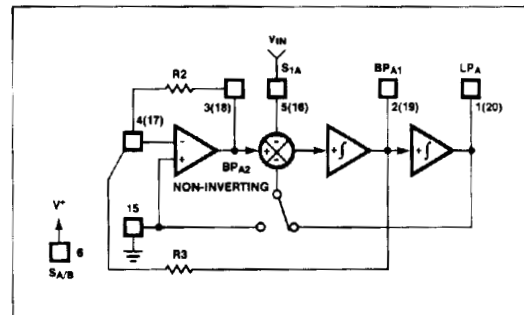 VIN
R2
S1A
BPA1
LPA
3(18)
5(16)
2(19)
1(20)
4(17)
-
+
BPA2
+
-
-
+∫
+∫
NON-INVERTING
V+
15
6
SA/B
R3